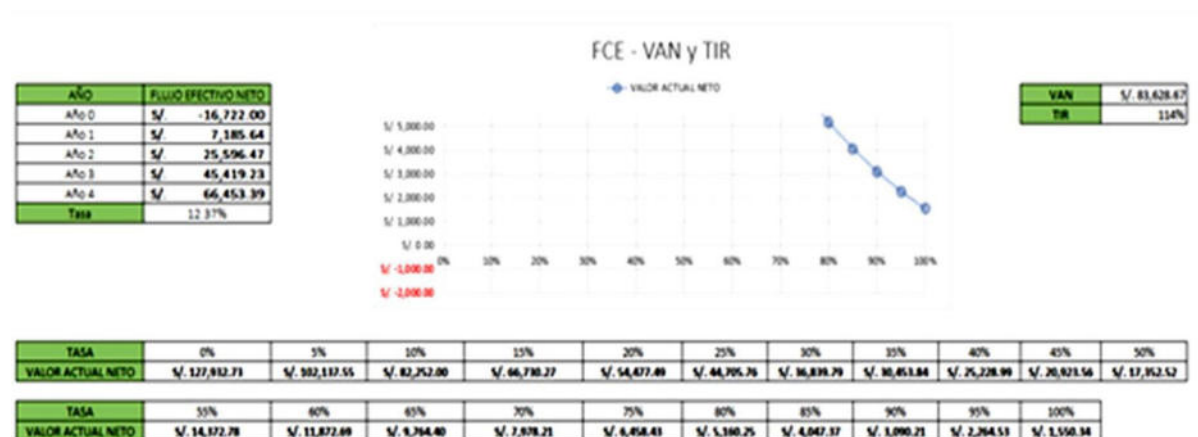 FCE - VAN y TIR
VALOR ACTUAL NETO
AÑO FLUJO EFECTIVO NETO
Año 0 S/. -16,722.00
Año 1 S/. 7,185.64
Año 2 S/. 25,596.47
Año 3 S/. 45,419.23
Año 4 S/. 66,453.39
Tasa 12.37%
S/ 5,000.00
S/ 4,000.00
S/ 3,000.00
S/ 2,000.00
S/ 1,000.00
S/ 0.00
S/ -1,000.00
S/ -2,000.00
0% 10% 20% 30% 40% 50% 60% 70% 80% 90% 100%
VAN S/. 83,628.67
TIR 114%
TASA 0% 5% 10% 15% 20% 25% 30% 35% 40% 45% 50%
VALOR ACTUAL NETO S/. 127,932.73 S/. 102,137.55 S/. 82,252.00 S/. 66,730.27 S/. 54,477.49 S/. 44,705.76 S/. 36,839.79 S/. 30,453.84 S/. 25,228.99 S/. 20,923.56 S/. 17,352.52
TASA 55% 60% 65% 70% 75% 80% 85% 90% 95% 100%
VALOR ACTUAL NETO S/. 14,372.78 S/. 11,872.69 S/. 9,764.40 S/. 7,978.21 S/. 6,458.43 S/. 5,160.25 S/. 4,047.37 S/. 3,090.21 S/. 2,264.53 S/. 1,550.34